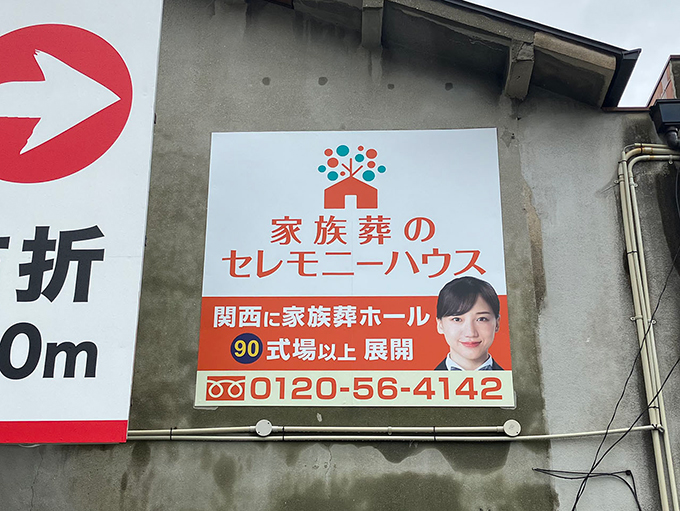 折
0m
家族葬の
セレモニーハウス
関西に家族葬ホール
90式場以上 展開
0120-56-4142